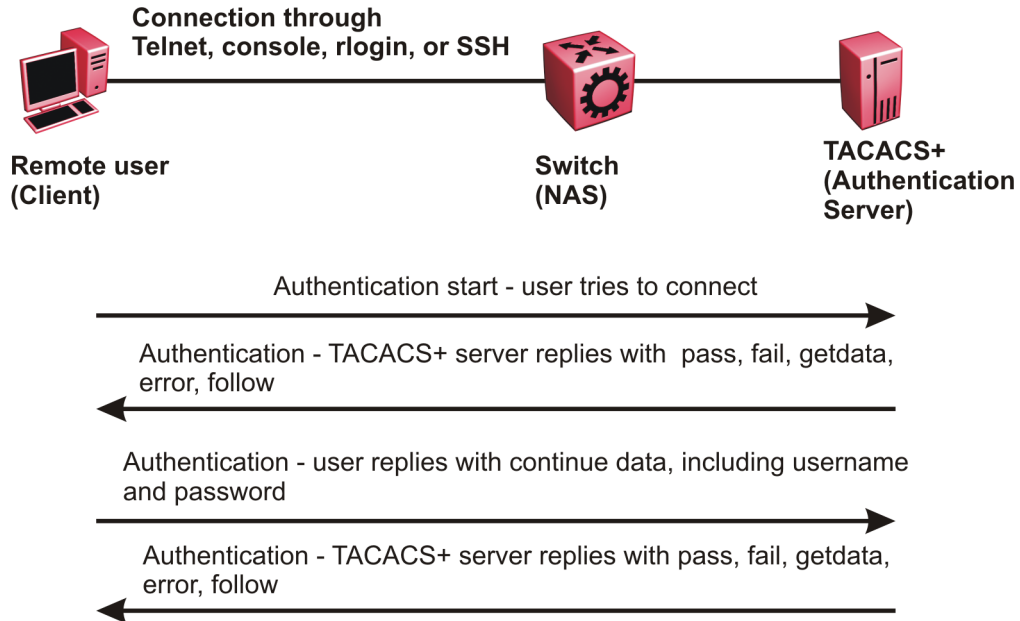 Connection through
Telnet, console, rlogin, or SSH
Remote user
(Client)
Switch
(NAS)
TACACS+
(Authentication
Server)
Authentication start - user tries to connect
Authentication - TACACS+ server replies with pass, fail, getdata,
error, follow
Authentication - user replies with continue data, including username
and password
Authentication - TACACS+ server replies with pass, fail, getdata,
error, follow